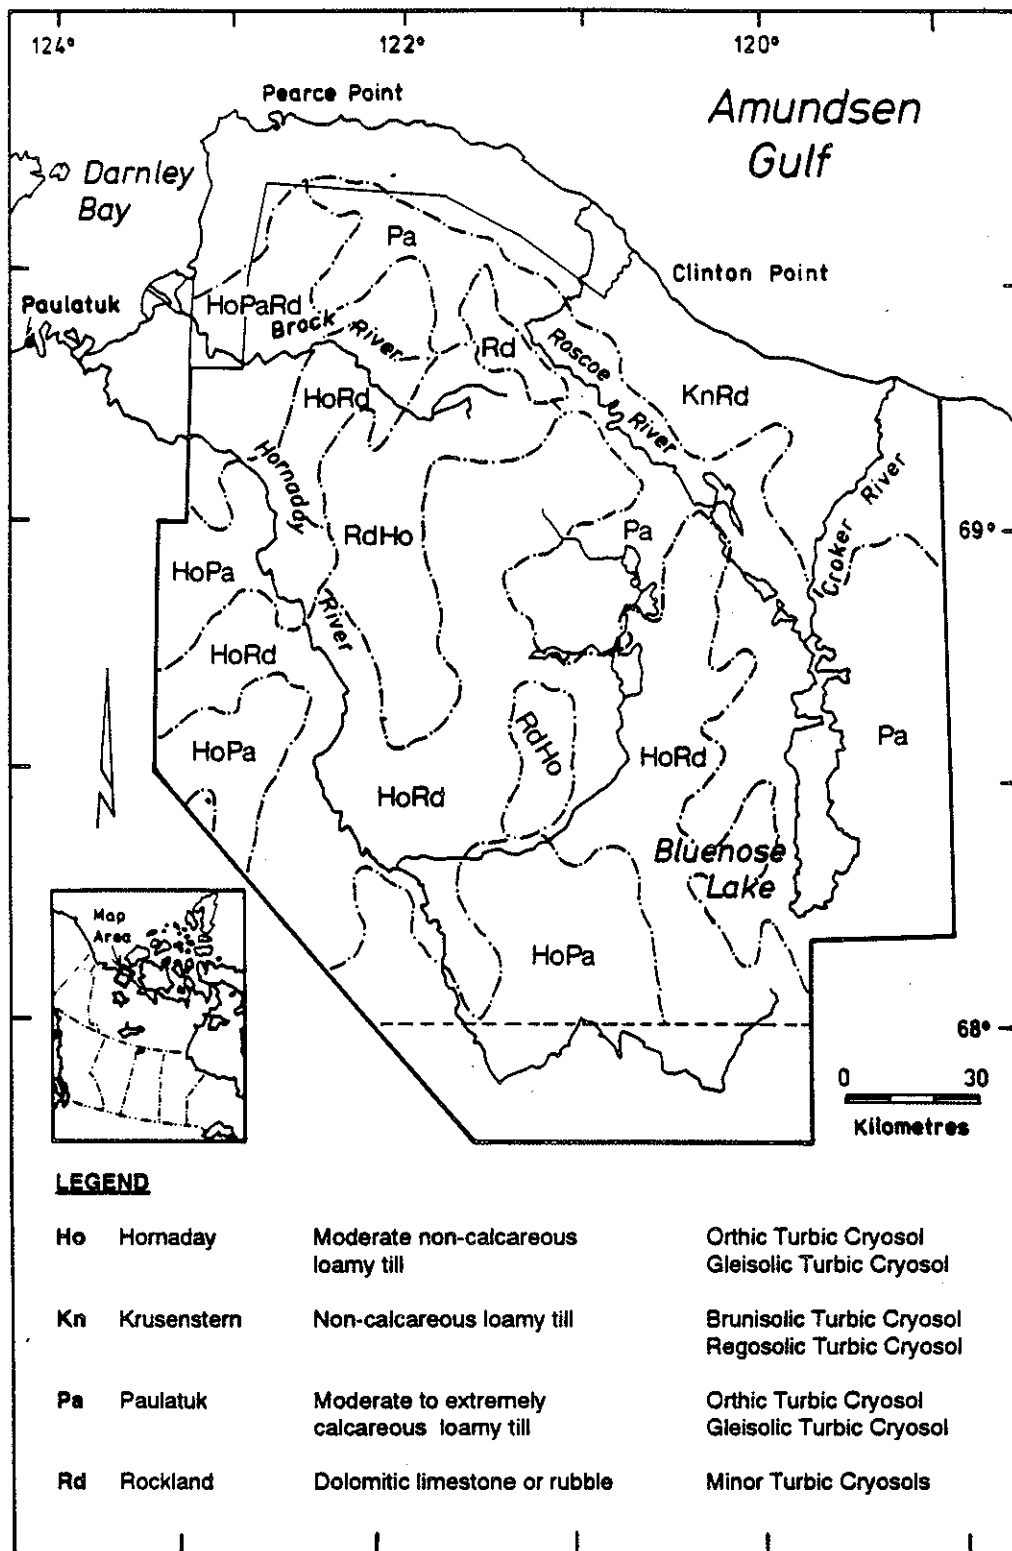 124° 122° 120°
Pearce Point
Amundsen
Gulf
Darnley
Bay
Pa
Clinton Point
Paulatuk
HoPaRd
Brock
River
Rd
Roscoe
River
KnRd
HoRd
Hornaday
River
RdHo
Pa
69°
Croker River
HoPa
HoRd
RdHo
HoPa
HoRd
HoRd
Pa
Bluenose
Lake
Map
Area
HoPa
68°
0 30
Kilometres
LEGEND
Ho Hornaday Moderate non-calcareous Orthic Turbic Cryosol
loamy till Gleisolic Turbic Cryosol
Kn Krusenstern Non-calcareous loamy till Brunisolic Turbic Cryosol
Regosolic Turbic Cryosol
Pa Paulatuk Moderate to extremely Orthic Turbic Cryosol
calcareous loamy till Gleisolic Turbic Cryosol
Rd Rockland Dolomitic limestone or rubble Minor Turbic Cryosols